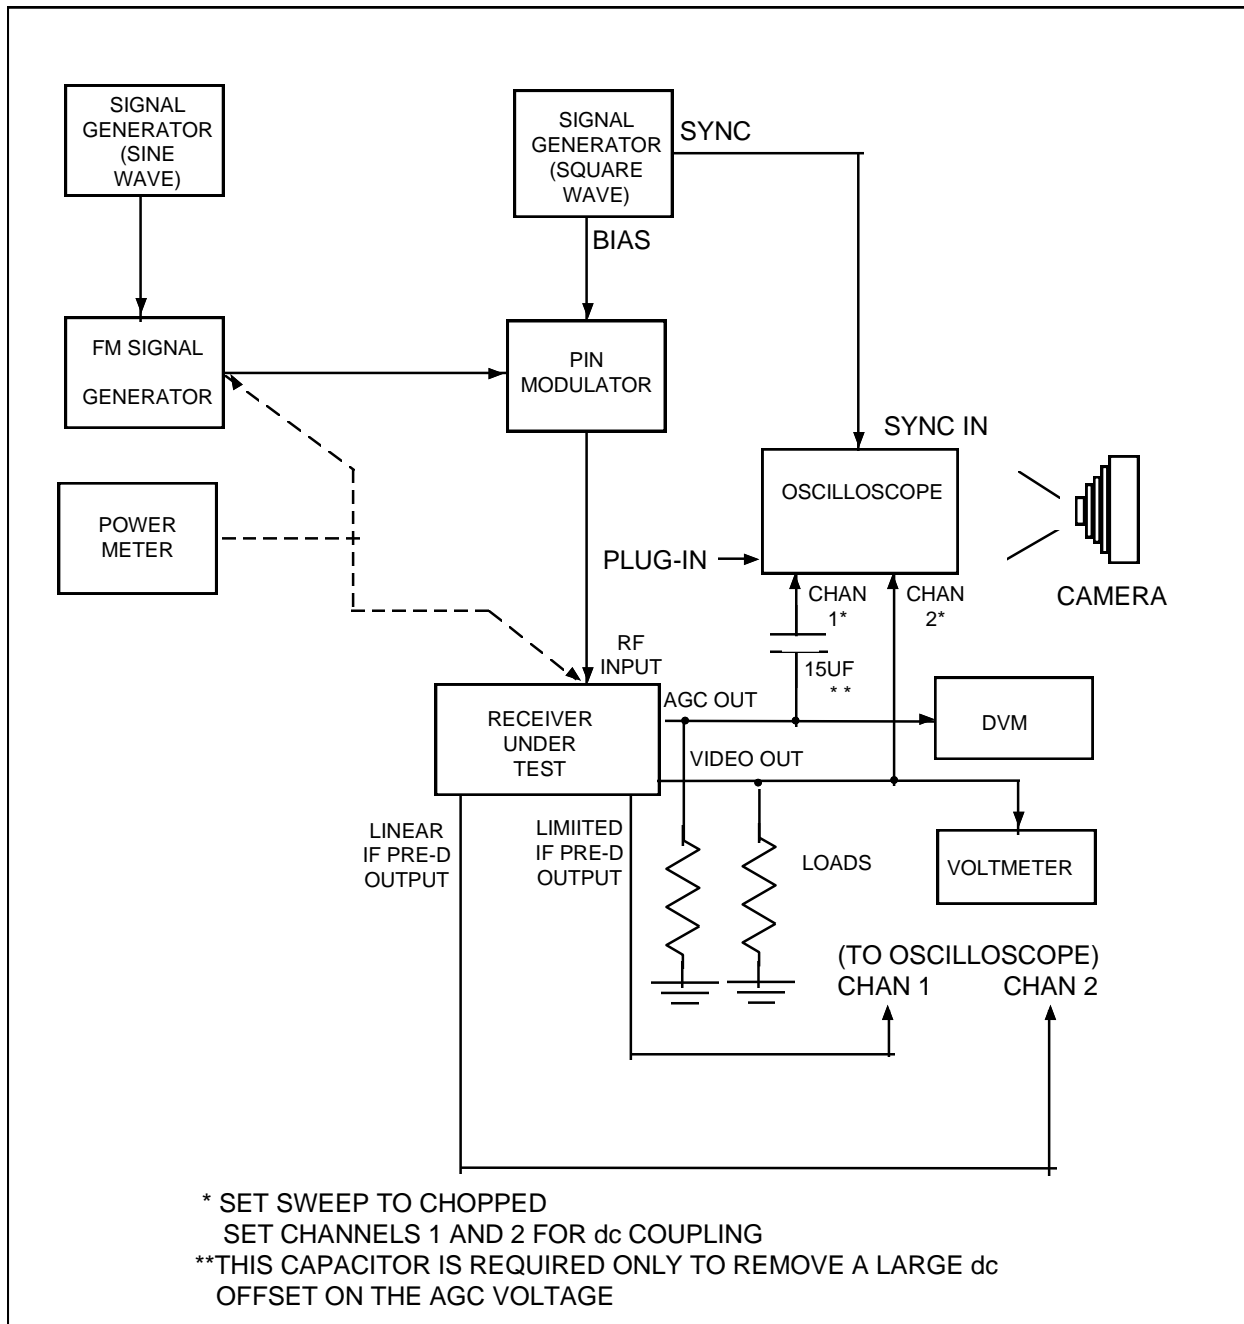 SIGNAL
GENERATOR
(SINE
WAVE)
SIGNAL
GENERATOR
(SQUARE
WAVE)
SYNC
BIAS
FM SIGNAL
GENERATOR
PIN
MODULATOR
SYNC IN
OSCILLOSCOPE
POWER
METER
PLUG-IN
CHAN
1*
CHAN
2*
CAMERA
RF
INPUT
15UF
* *
RECEIVER
UNDER
TEST
AGC OUT
DVM
VIDEO OUT
LINEAR
IF PRE-D
OUTPUT
LIMIITED
IF PRE-D
OUTPUT
LOADS
VOLTMETER
(TO OSCILLOSCOPE)
CHAN 1 CHAN 2
* SET SWEEP TO CHOPPED
SET CHANNELS 1 AND 2 FOR dc COUPLING
**THIS CAPACITOR IS REQUIRED ONLY TO REMOVE A LARGE dc
OFFSET ON THE AGC VOLTAGE